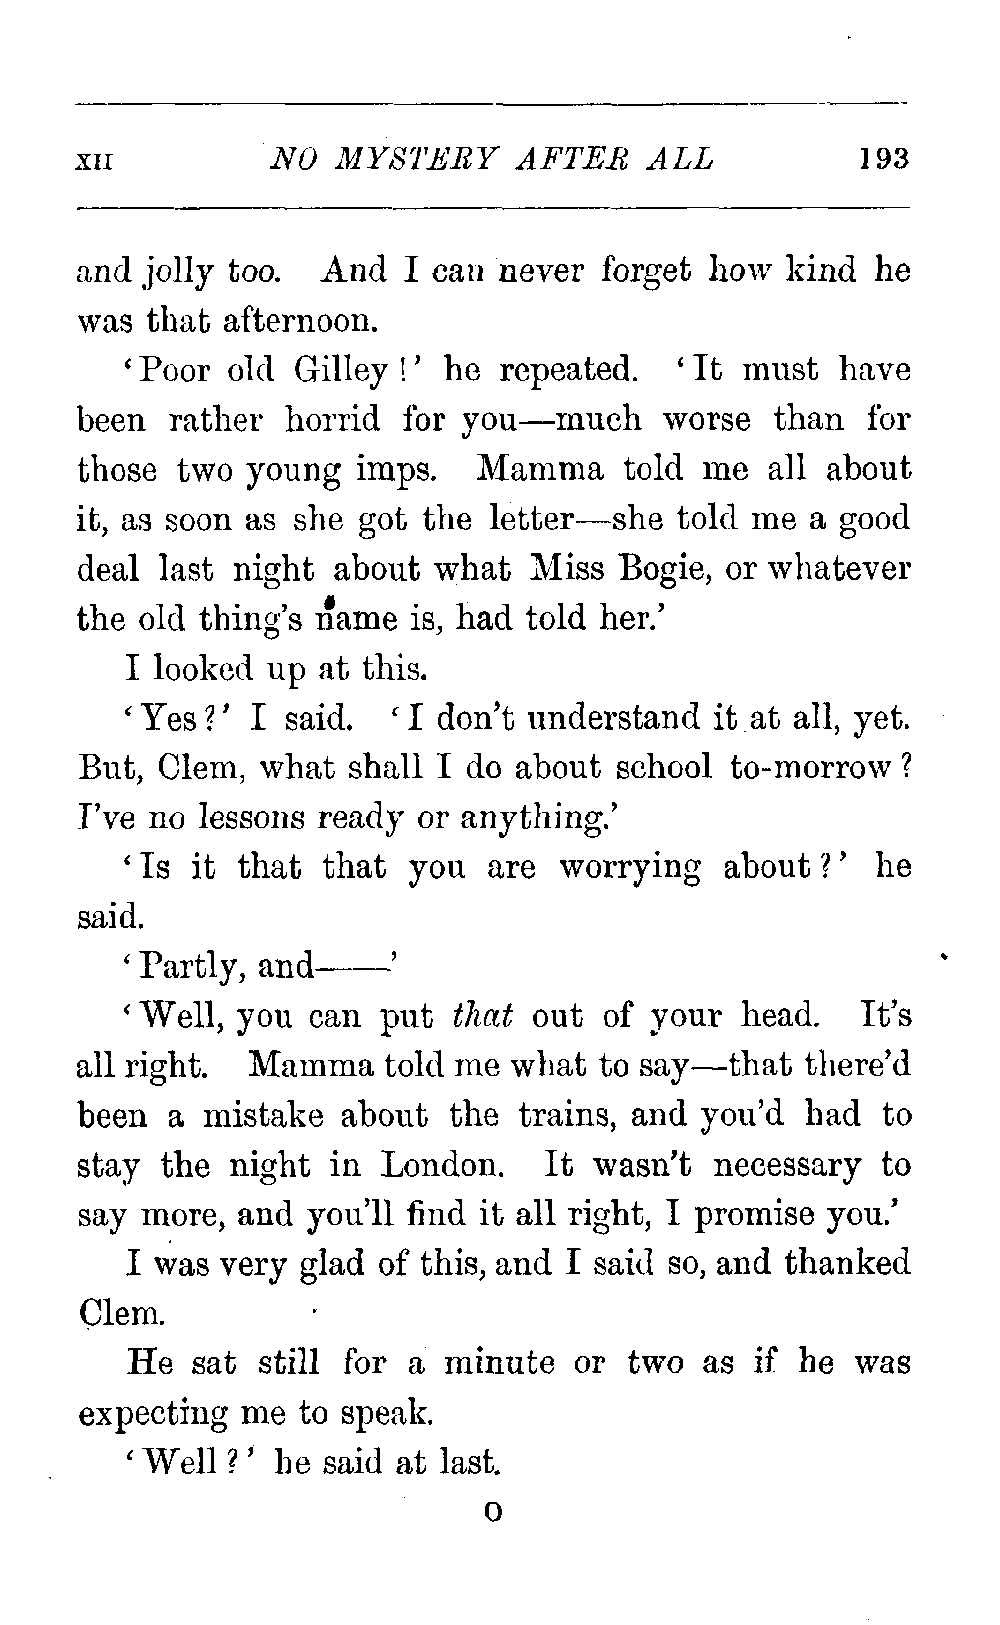 XII NO MYSTERY AFTER ALL 193
and jolly too. And I can never forget how kind he
was that afternoon.
‘Poor old Gilley!’ he repeated. ‘It must have
been rather horrid for you—much worse than for
those two young imps. Mamma told me all about
it, as soon as she got the letter—she told me a good
deal last night about what Miss Bogie, or whatever
the old thing’s name is, had told her.’
I looked up at this.
‘Yes?’ I said. ‘I don’t understand it at all, yet.
But, Clem, what shall I do about school to-morrow?
I’ve no lessons ready or anything.’
‘Is it that that you are worrying about?’ he
said.
‘Partly, and——’
‘Well, you can put that out of your head. It’s
all right. Mamma told me what to say—that there’d
been a mistake about the trains, and you’d had to
stay the night in London. It wasn’t necessary to
say more, and you’ll find it all right, I promise you.’
I was very glad of this, and I said so, and thanked
Clem.
He sat still for a minute or two as if he was
expecting me to speak.
‘Well?’ he said at last.
O